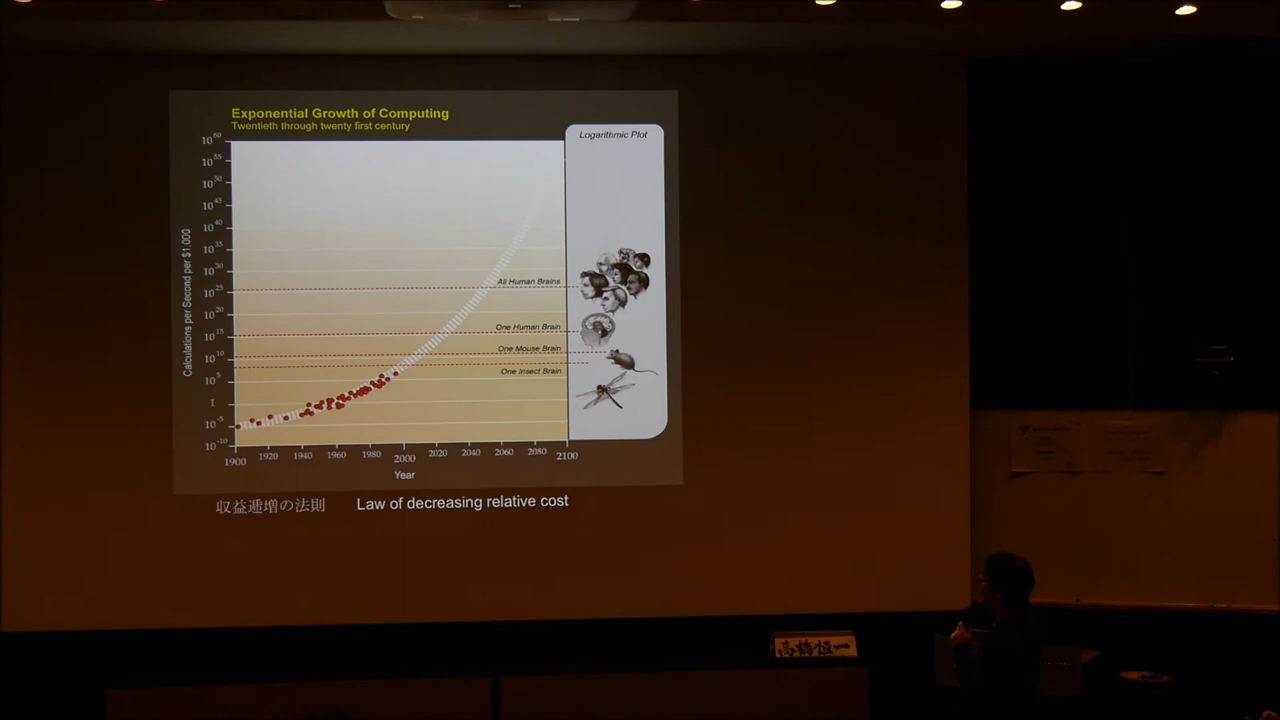 Exponential Growth of Computing
Twentieth through twenty first century
Logarithmic Plot
10^60
10^55
10^50
10^45
10^40
10^35
10^30
10^25
10^20
10^15
10^10
10^5
1
10^-5
10^-10
Calculations per Second per $1,000
All Human Brains
One Human Brain
One Mouse Brain
One Insect Brain
1900 1920 1940 1960 1980 2000 2020 2040 2060 2080 2100
Year
収益逓増の法則 Law of decreasing relative cost
高橋恒一